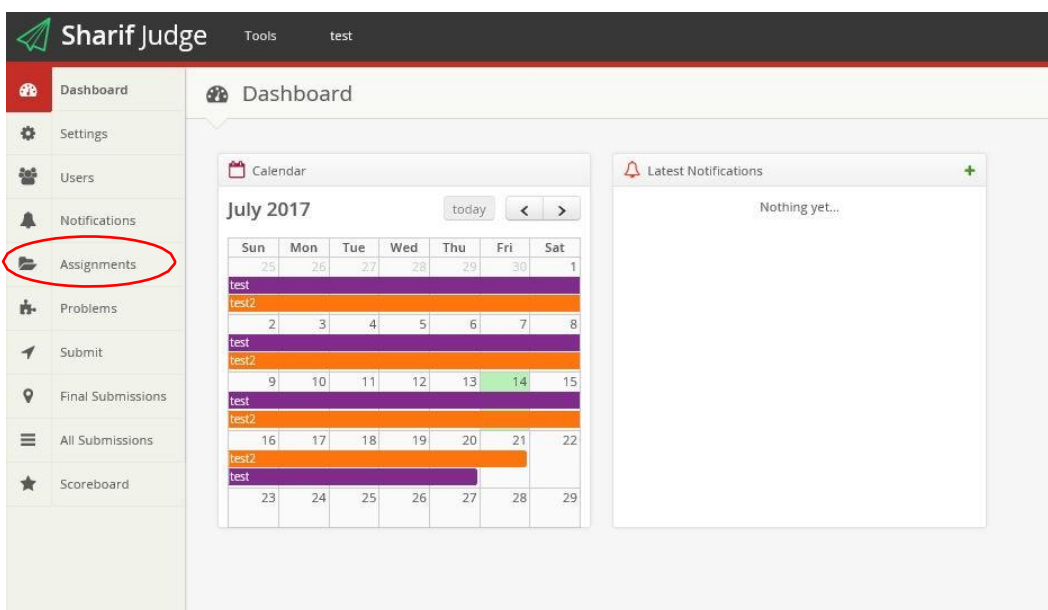 Sharif Judge Tools test
Dashboard
Settings
Users
Notifications
Assignments
Problems
Submit
Final Submissions
All Submissions
Scoreboard
Dashboard
Calendar
July 2017 today
Sun Mon Tue Wed Thu Fri Sat
25 26 27 28 29 30 1
test
test2
2 3 4 5 6 7 8
test
test2
9 10 11 12 13 14 15
test
test2
16 17 18 19 20 21 22
test2
test
23 24 25 26 27 28 29
Latest Notifications
Nothing yet...